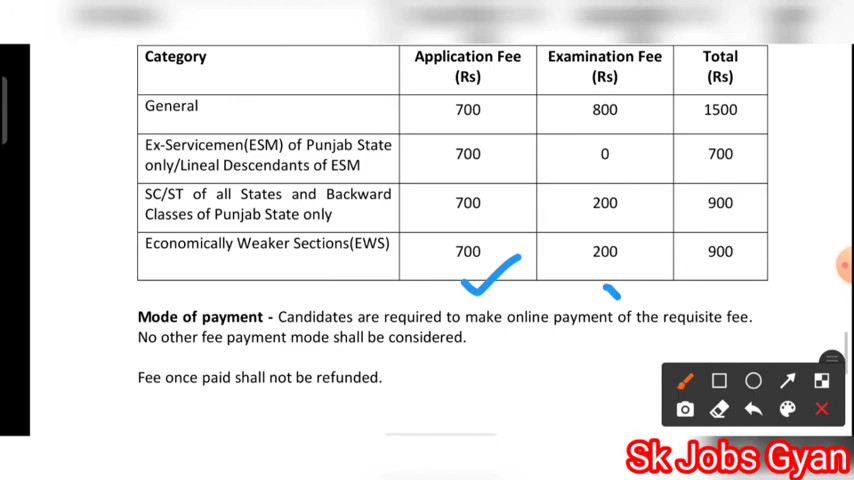 Category Application Fee (Rs) Examination Fee (Rs) Total (Rs)
General 700 800 1500
Ex-Servicemen(ESM) of Punjab State
only/Lineal Descendants of ESM 700 0 700
SC/ST of all States and Backward
Classes of Punjab State only 700 200 900
Economically Weaker Sections(EWS) 700 200 900
Mode of payment - Candidates are required to make online payment of the requisite fee.
No other fee payment mode shall be considered.
Fee once paid shall not be refunded.
Sk Jobs Gyan